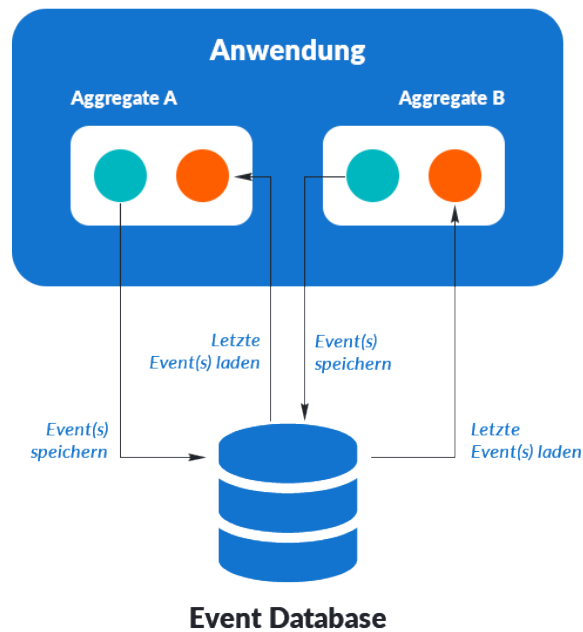 Anwendung
Aggregate A
Aggregate B
Letzte
Event(s) laden
Event(s)
speichern
Event(s)
speichern
Letzte
Event(s) laden
Event Database